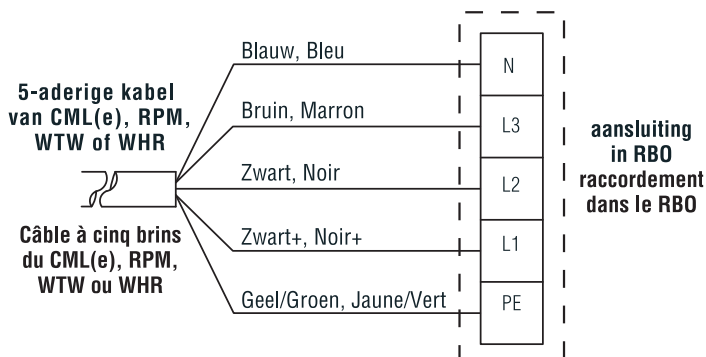 5-aderige kabel
van CML(e), RPM,
WTW of WHR
Câble à cinq brins
du CML(e), RPM,
WTW ou WHR
Blauw, Bleu
N
Bruin, Marron
L3
Zwart, Noir
L2
Zwart+, Noir+
L1
Geel/Groen, Jaune/Vert
PE
aansluiting
in RBO
raccordement
dans le RBO